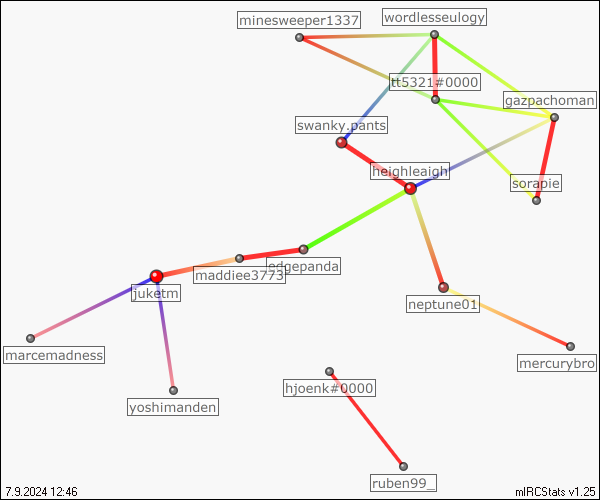 minesweeper1337
wordlesseulogy
tt5321#0000
gazpachoman
swanky.pants
heighleaigh
sorapie
edgepanda
maddiee3773
juketm
neptune01
marcemadness
mercurybro
hjoenk#0000
yoshimanden
ruben99_
7.9.2024 12:46
mIRCStats v1.25